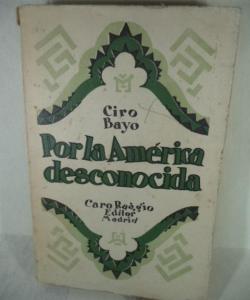 Ciro
Bayo
Por la América
desconocida
Caro Raggio
Editor
Madrid